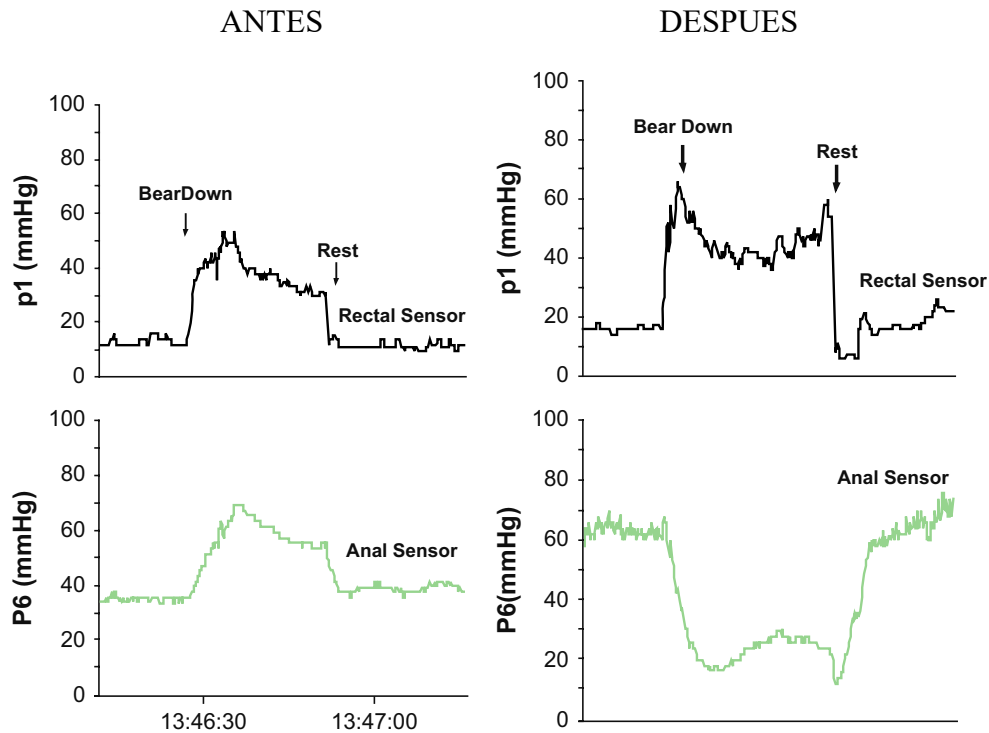 ANTES
DESPUES
100
80
60
40
20
0
p1 (mmHg)
BearDown
Rest
Rectal Sensor
100
80
60
40
20
0
p1 (mmHg)
Bear Down
Rest
Rectal Sensor
100
80
60
40
20
0
P6 (mmHg)
Anal Sensor
13:46:30
13:47:00
100
80
60
40
20
0
P6(mmHg)
Anal Sensor